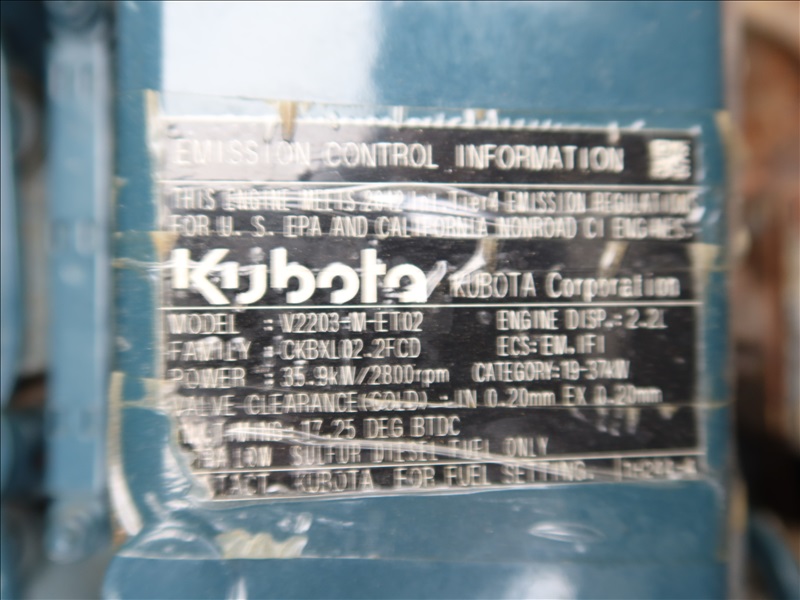 EMISSION CONTROL INFORMATION
THIS ENGINE MEETS 2012 Int. Tier4 EMISSION REGULATIONS
FOR U. S. EPA AND CALIFORNIA NONROAD CI ENGINES.
Kubota KUBOTA Corporation
MODEL : V2203-M-ET02 ENGINE DISP.: 2.2L
FAMILY : CKBXL02.2FCD ECS: EM, IFI
POWER : 35.9kW/2800rpm CATEGORY: 19-37kW
VALVE CLEARANCE(COLD) : IN 0.20mm EX 0.20mm
17.25 DEG BTDC
LOW SULFUR DIESEL FUEL ONLY
KUBOTA FOR FUEL SETTING.